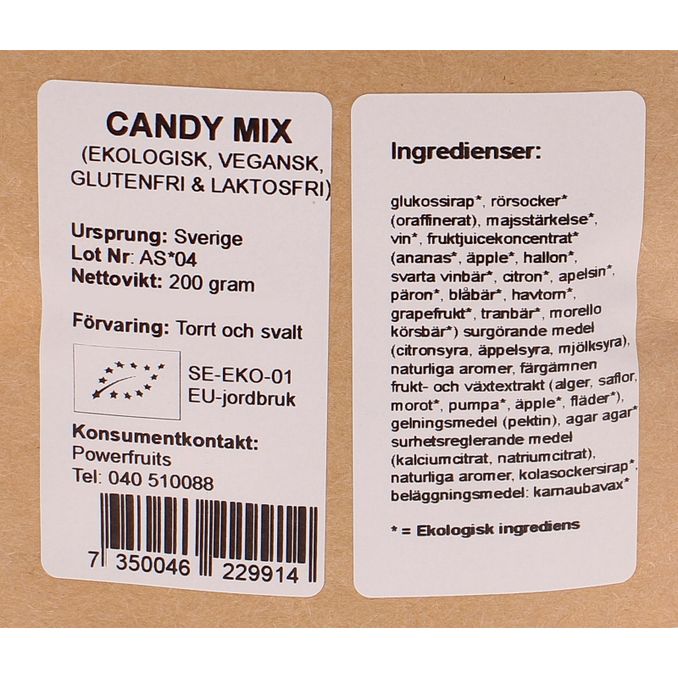 CANDY MIX
(EKOLOGISK, VEGANSK,
GLUTENFRI & LAKTOSFRI)
Ursprung: Sverige
Lot Nr: AS*04
Nettovikt: 200 gram
Förvaring: Torrt och svalt
SE-EKO-01
EU-jordbruk
Konsumentkontakt:
Powerfruits
Tel: 040 510088
7 350046 229914
Ingredienser:
glukossirap*, rörsocker*
(oraffinerat), majsstärkelse*,
vin*, fruktjuicekoncentrat*
(ananas*, äpple*, hallon*,
svarta vinbär*, citron*, apelsin*,
päron*, blåbär*, havtorn*,
grapefrukt*, tranbär*, morello
körsbär*) surgörande medel
(citronsyra, äppelsyra, mjölksyra),
naturliga aromer, färgämnen
frukt- och växtextrakt (alger, saflor,
morot*, pumpa*, äpple*, fläder*),
gelningsmedel (pektin), agar agar*
surhetsreglerande medel
(kalciumcitrat, natriumcitrat),
naturliga aromer, kolasockersirap*,
beläggningsmedel: karnaubavax*
* = Ekologisk ingrediens